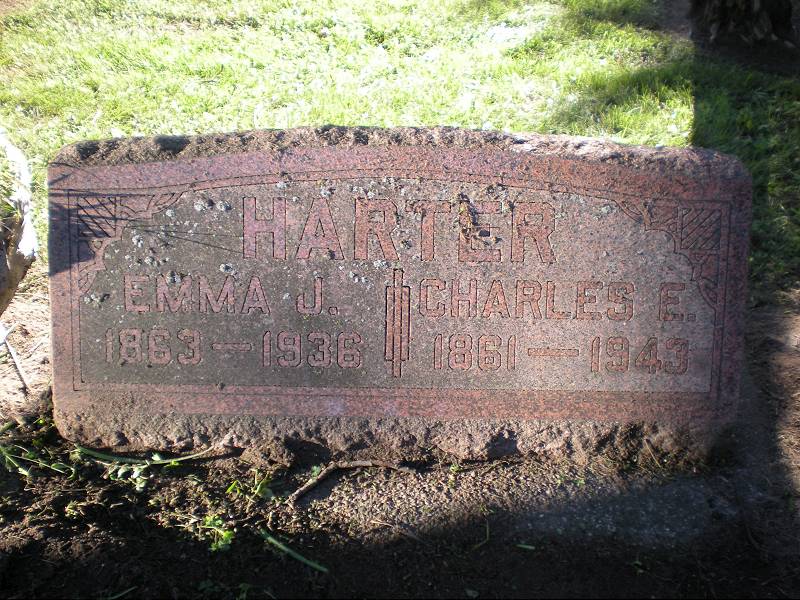 HARTER
EMMA J. CHARLES E.
1863 — 1936 1861 — 1943